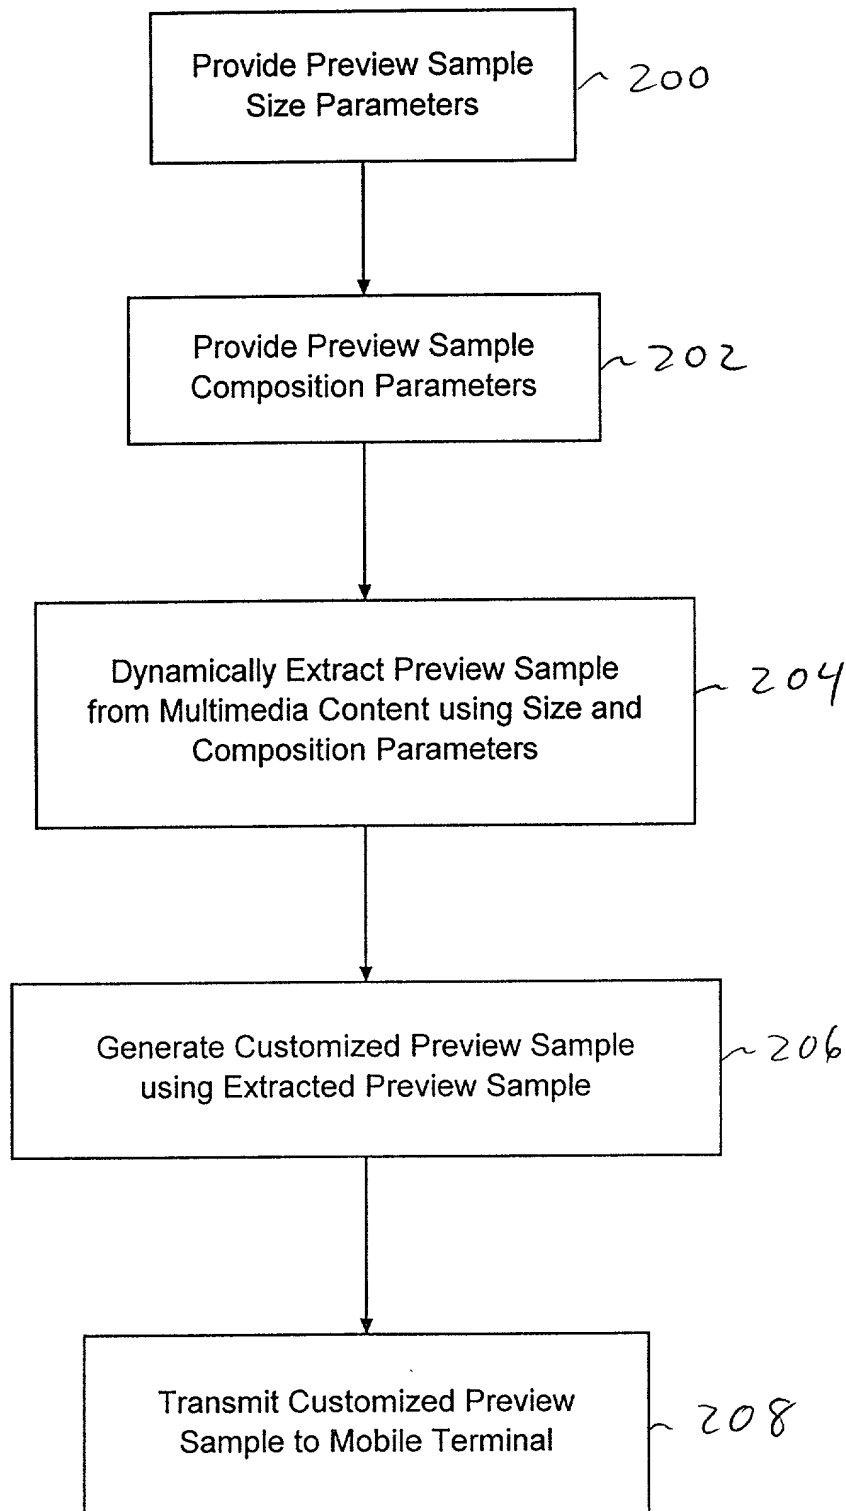 Provide Preview Sample
Size Parameters
200
Provide Preview Sample
Composition Parameters
202
Dynamically Extract Preview Sample
from Multimedia Content using Size and
Composition Parameters
204
Generate Customized Preview Sample
using Extracted Preview Sample
206
Transmit Customized Preview
Sample to Mobile Terminal
208